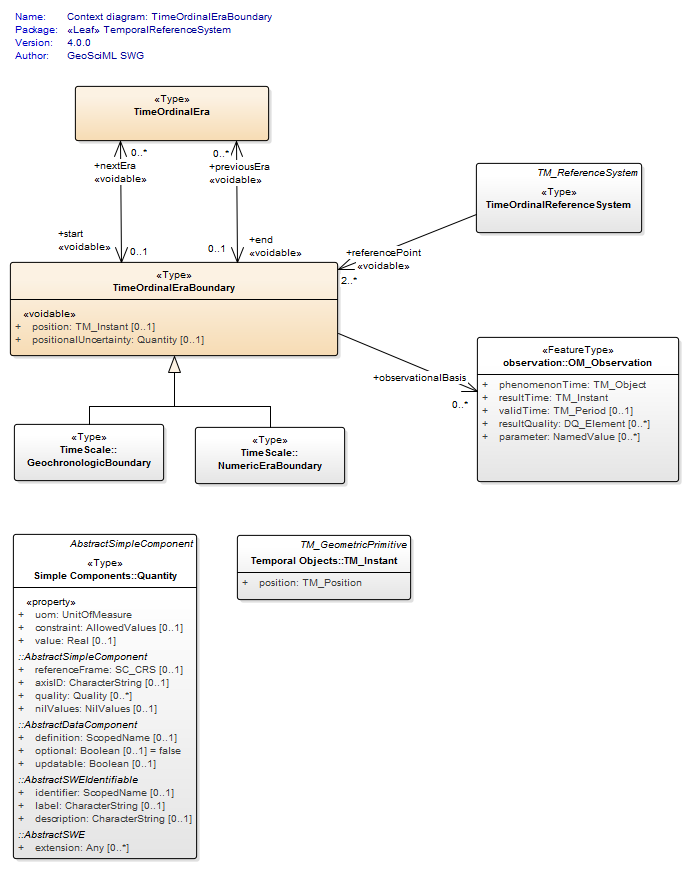 Name: Context diagram: TimeOrdinalEraBoundary
Package: «Leaf» TemporalReferenceSystem
Version: 4.0.0
Author: GeoSciML SWG
«Type»
TimeOrdinalEra
0..*
+nextEra
«voidable»
0..*
+previousEra
«voidable»
+start
«voidable»
0..1
0..1
+end
«voidable»
TM_ReferenceSystem
«Type»
TimeOrdinalReferenceSystem
+referencePoint
«voidable»
2..*
«Type»
TimeOrdinalEraBoundary
«voidable»
+ position: TM_Instant [0..1]
+ positionalUncertainty: Quantity [0..1]
+observationalBasis
0..*
«FeatureType»
observation::OM_Observation
+ phenomenonTime: TM_Object
+ resultTime: TM_Instant
+ validTime: TM_Period [0..1]
+ resultQuality: DQ_Element [0..*]
+ parameter: NamedValue [0..*]
«Type»
TimeScale::
GeochronologicBoundary
«Type»
TimeScale::
NumericEraBoundary
AbstractSimpleComponent
«Type»
Simple Components::Quantity
«property»
+ uom: UnitOfMeasure
+ constraint: AllowedValues [0..1]
+ value: Real [0..1]
::AbstractSimpleComponent
+ referenceFrame: SC_CRS [0..1]
+ axisID: CharacterString [0..1]
+ quality: Quality [0..*]
+ nilValues: NilValues [0..1]
::AbstractDataComponent
+ definition: ScopedName [0..1]
+ optional: Boolean [0..1] = false
+ updatable: Boolean [0..1]
::AbstractSWEIdentifiable
+ identifier: ScopedName [0..1]
+ label: CharacterString [0..1]
+ description: CharacterString [0..1]
::AbstractSWE
+ extension: Any [0..*]
TM_GeometricPrimitive
Temporal Objects::TM_Instant
+ position: TM_Position